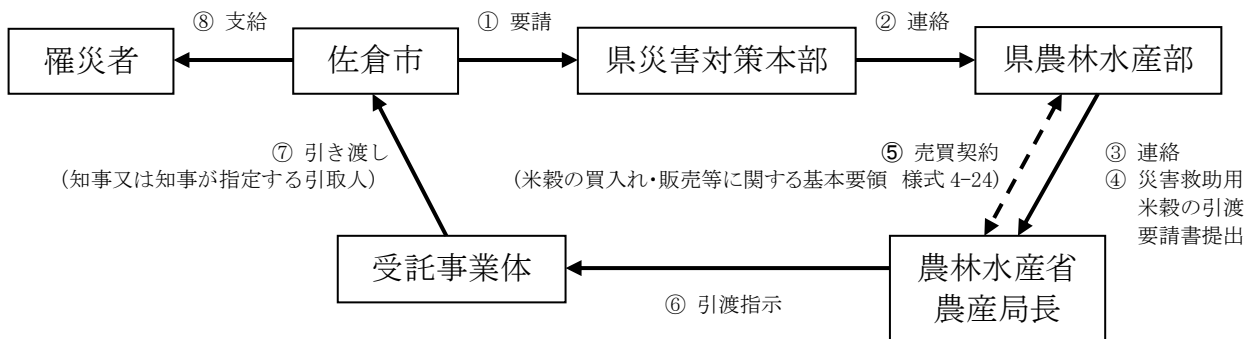 ⑧ 支給
① 要請
② 連絡
罹災者
佐倉市
県災害対策本部
県農林水産部
⑦ 引き渡し
(知事又は知事が指定する引取人)
⑤ 売買契約
(米穀の買入れ・販売等に関する基本要領 様式 4-24)
③ 連絡
④ 災害救助用
米穀の引渡
要請書提出
受託事業体
農林水産省
農産局長
⑥ 引渡指示